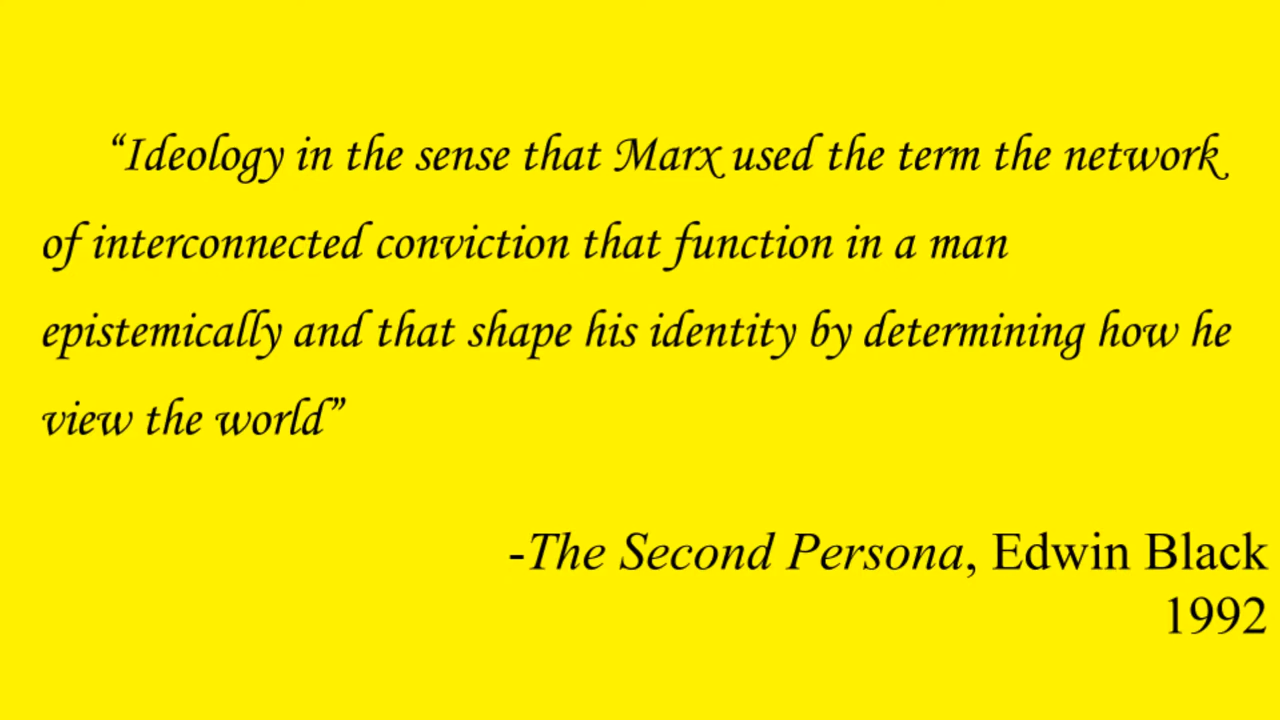 “Ideology in the sense that Marx used the term the network
of interconnected conviction that function in a man
epistemically and that shape his identity by determining how he
view the world”
-The Second Persona, Edwin Black
1992